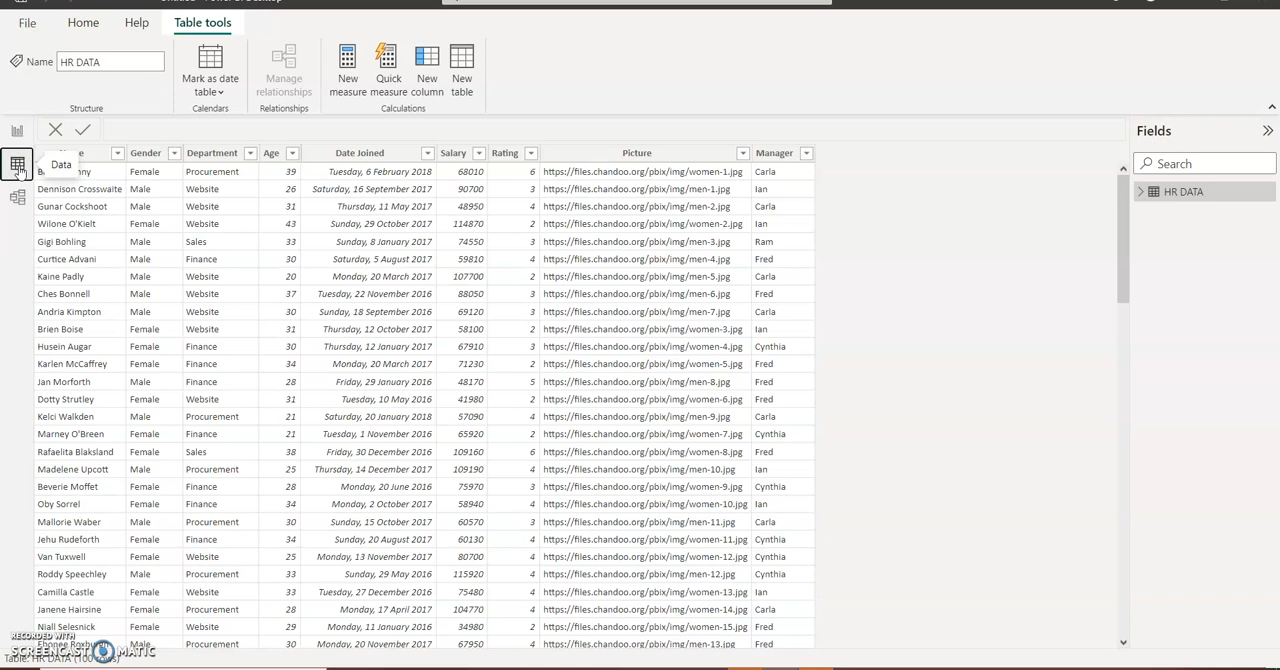 File Home Help Table tools
Name HR DATA
Mark as date table
Manage relationships
New measure
Quick measure
New column
New table
Structure Calendars Relationships Calculations
Fields
Search
HR DATA
Data
Gender Department Age Date Joined Salary Rating Picture Manager
Female Procurement 39 Tuesday, 6 February 2018 68010 6 https://files.chandoo.org/pbix/img/women-1.jpg Carla
Dennison Crosswaite Male Website 26 Saturday, 16 September 2017 90700 3 https://files.chandoo.org/pbix/img/men-1.jpg Ian
Gunar Cockshoot Male Website 31 Thursday, 11 May 2017 48950 4 https://files.chandoo.org/pbix/img/men-2.jpg Carla
Wilone O'Kielt Female Website 43 Sunday, 29 October 2017 114870 2 https://files.chandoo.org/pbix/img/women-2.jpg Ian
Gigi Bohling Male Sales 33 Sunday, 8 January 2017 74550 3 https://files.chandoo.org/pbix/img/men-3.jpg Ram
Curtice Advani Male Finance 30 Saturday, 5 August 2017 59810 4 https://files.chandoo.org/pbix/img/men-4.jpg Fred
Kaine Padly Male Website 20 Monday, 20 March 2017 107700 2 https://files.chandoo.org/pbix/img/men-5.jpg Carla
Ches Bonnell Male Website 37 Tuesday, 22 November 2016 88050 3 https://files.chandoo.org/pbix/img/men-6.jpg Fred
Andria Kimpton Male Website 30 Sunday, 18 September 2016 69120 3 https://files.chandoo.org/pbix/img/men-7.jpg Carla
Brien Boise Female Website 31 Thursday, 12 October 2017 58100 2 https://files.chandoo.org/pbix/img/women-3.jpg Ian
Husein Augar Female Finance 30 Thursday, 12 January 2017 67910 3 https://files.chandoo.org/pbix/img/women-4.jpg Cynthia
Karlen McCaffrey Female Finance 34 Monday, 20 March 2017 71230 2 https://files.chandoo.org/pbix/img/women-5.jpg Fred
Jan Morforth Male Finance 28 Friday, 29 January 2016 48170 5 https://files.chandoo.org/pbix/img/men-8.jpg Fred
Dotty Strutley Female Website 31 Tuesday, 10 May 2016 41980 2 https://files.chandoo.org/pbix/img/women-6.jpg Fred
Kelci Walkden Male Procurement 21 Saturday, 20 January 2018 57090 4 https://files.chandoo.org/pbix/img/men-9.jpg Carla
Marney O'Breen Female Finance 21 Tuesday, 1 November 2016 65920 2 https://files.chandoo.org/pbix/img/women-7.jpg Cynthia
Rafaelita Blaksland Female Sales 38 Friday, 30 December 2016 109160 6 https://files.chandoo.org/pbix/img/women-8.jpg Fred
Madelene Upcott Male Procurement 25 Thursday, 14 December 2017 109190 4 https://files.chandoo.org/pbix/img/men-10.jpg Ian
Beverie Moffet Female Finance 28 Monday, 20 June 2016 75970 3 https://files.chandoo.org/pbix/img/women-9.jpg Cynthia
Oby Sorrel Female Finance 34 Monday, 2 October 2017 58940 4 https://files.chandoo.org/pbix/img/women-10.jpg Ian
Mallorie Waber Male Procurement 30 Sunday, 15 October 2017 60570 3 https://files.chandoo.org/pbix/img/men-11.jpg Carla
Jehu Rudeforth Female Finance 34 Sunday, 20 August 2017 60130 4 https://files.chandoo.org/pbix/img/women-11.jpg Cynthia
Van Tuxwell Female Website 25 Monday, 13 November 2017 80700 4 https://files.chandoo.org/pbix/img/women-12.jpg Cynthia
Roddy Speechley Male Procurement 33 Sunday, 29 May 2016 115920 4 https://files.chandoo.org/pbix/img/men-12.jpg Cynthia
Camilla Castle Female Website 33 Tuesday, 27 December 2016 75480 4 https://files.chandoo.org/pbix/img/women-13.jpg Ian
Janene Hairsine Female Procurement 28 Monday, 17 April 2017 104770 4 https://files.chandoo.org/pbix/img/women-14.jpg Carla
Niall Selesnick Female Website 29 Monday, 11 January 2016 34980 2 https://files.chandoo.org/pbix/img/women-15.jpg Fred
Male Procurement 30 Monday, 20 November 2017 67950 4 https://files.chandoo.org/pbix/img/men-13.jpg Fred
RECORDED WITH
SCREENCAST MATIC
Table: HR DATA (100 rows)